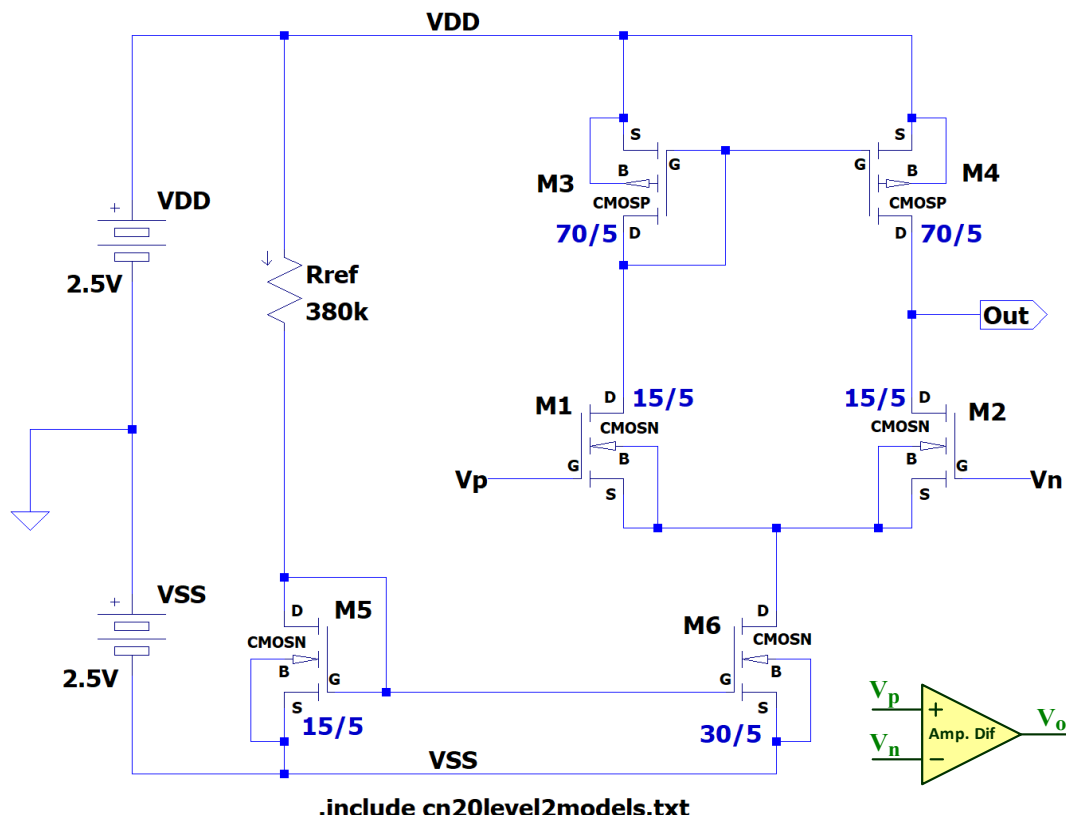 VDD
S
S
G
G
B
B
M3
M4
CMOSP
CMOSP
+
VDD
70/5
D
D
70/5
2.5V
Rref
380k
Out
M1
D
15/5
15/5
D
M2
CMOSN
CMOSN
G
B
B
G
Vp
Vn
S
S
+
VSS
D
M5
M6
D
CMOSN
CMOSN
B
B
2.5V
G
G
S
S
15/5
30/5
VSS
Vp
+
Vo
Amp. Dif
Vn
−
.include cn20level2models.txt